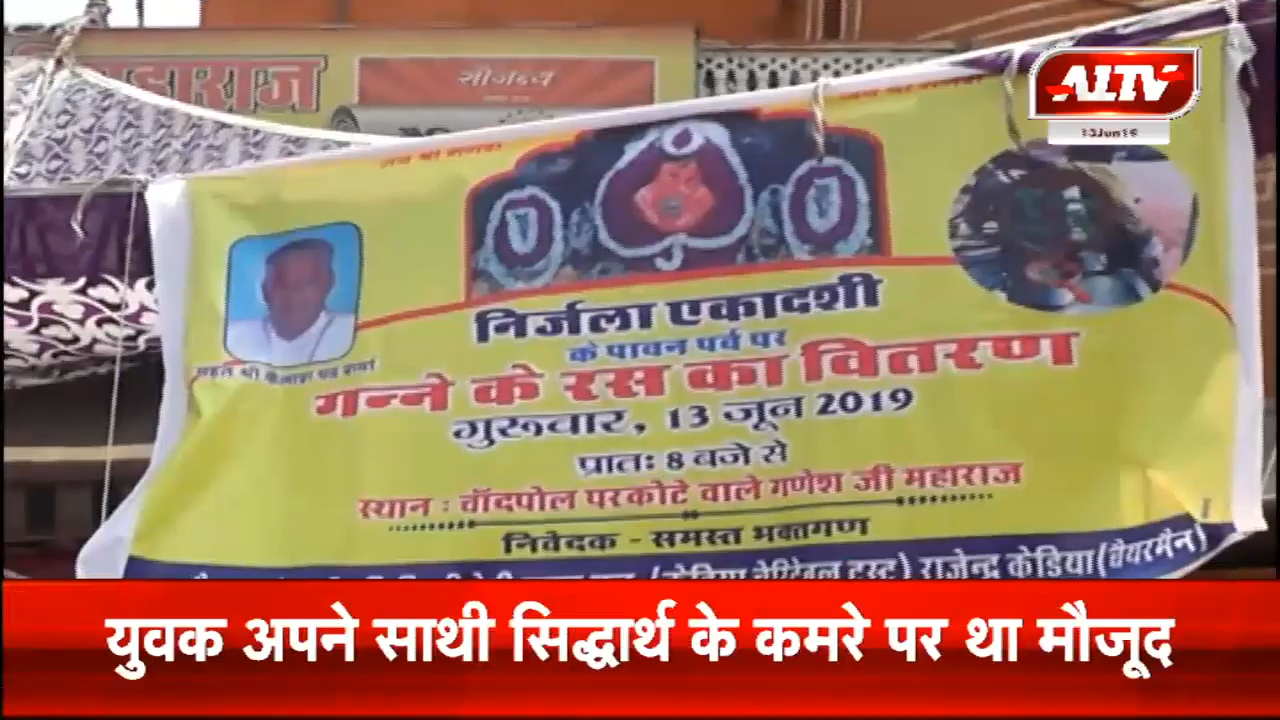 महाराज
सौजन्य
ALTV
निर्जला एकादशी
के पावन पर्व पर
गन्ने के रस का वितरण
गुरूवार, 13 जून 2019
प्रातः 8 बजे से
स्थान : चाँदपोल परकोटे वाले गणेश जी महाराज
निवेदक - समस्त भक्तगण
राजेन्द्र केडिया (चैयरमैन)
युवक अपने साथी सिद्धार्थ के कमरे पर था मौजूद